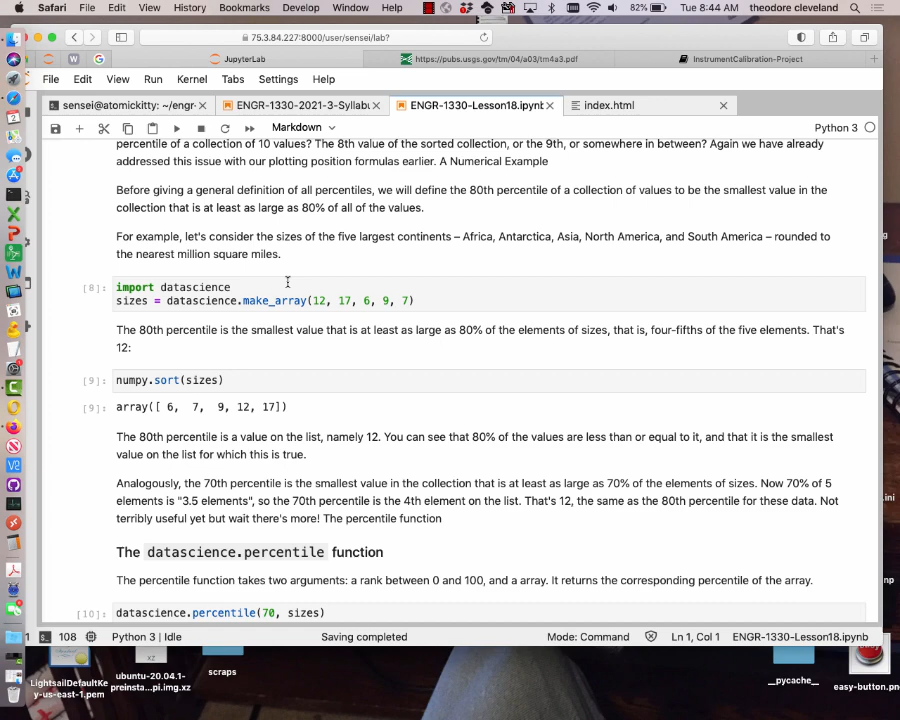 Safari File Edit View History Bookmarks Develop Window Help 82% Tue 8:44 AM theodore cleveland
75.3.84.227:8000/user/sensei/lab?
JupyterLab https://pubs.usgs.gov/tm/04/a03/tm4a3.pdf InstrumentCalibration-Project
File Edit View Run Kernel Tabs Settings Help
sensei@atomickitty: ~/engr- ENGR-1330-2021-3-Syllabu ENGR-1330-Lesson18.ipynb index.html
Markdown Python 3
percentile of a collection of 10 values? The 8th value of the sorted collection, or the 9th, or somewhere in between? Again we have already
addressed this issue with our plotting position formulas earlier. A Numerical Example
Before giving a general definition of all percentiles, we will define the 80th percentile of a collection of values to be the smallest value in the
collection that is at least as large as 80% of all of the values.
For example, let's consider the sizes of the five largest continents – Africa, Antarctica, Asia, North America, and South America – rounded to
the nearest million square miles.
[8]: import datascience
sizes = datascience.make_array(12, 17, 6, 9, 7)
The 80th percentile is the smallest value that is at least as large as 80% of the elements of sizes, that is, four-fifths of the five elements. That's
12:
[9]: numpy.sort(sizes)
[9]: array([ 6, 7, 9, 12, 17])
The 80th percentile is a value on the list, namely 12. You can see that 80% of the values are less than or equal to it, and that it is the smallest
value on the list for which this is true.
Analogously, the 70th percentile is the smallest value in the collection that is at least as large as 70% of the elements of sizes. Now 70% of 5
elements is "3.5 elements", so the 70th percentile is the 4th element on the list. That's 12, the same as the 80th percentile for these data. Not
terribly useful yet but wait there's more! The percentile function
The datascience.percentile function
The percentile function takes two arguments: a rank between 0 and 100, and a array. It returns the corresponding percentile of the array.
[10]: datascience.percentile(70, sizes)
1 108 Python 3 | Idle Saving completed Mode: Command Ln 1, Col 1 ENGR-1330-Lesson18.ipynb
LightsailDefaultKe
y-us-east-1.pem
ubuntu-20.04.1-
preinsta...pi.img.xz
scraps
__pycache__
easy-button.pn